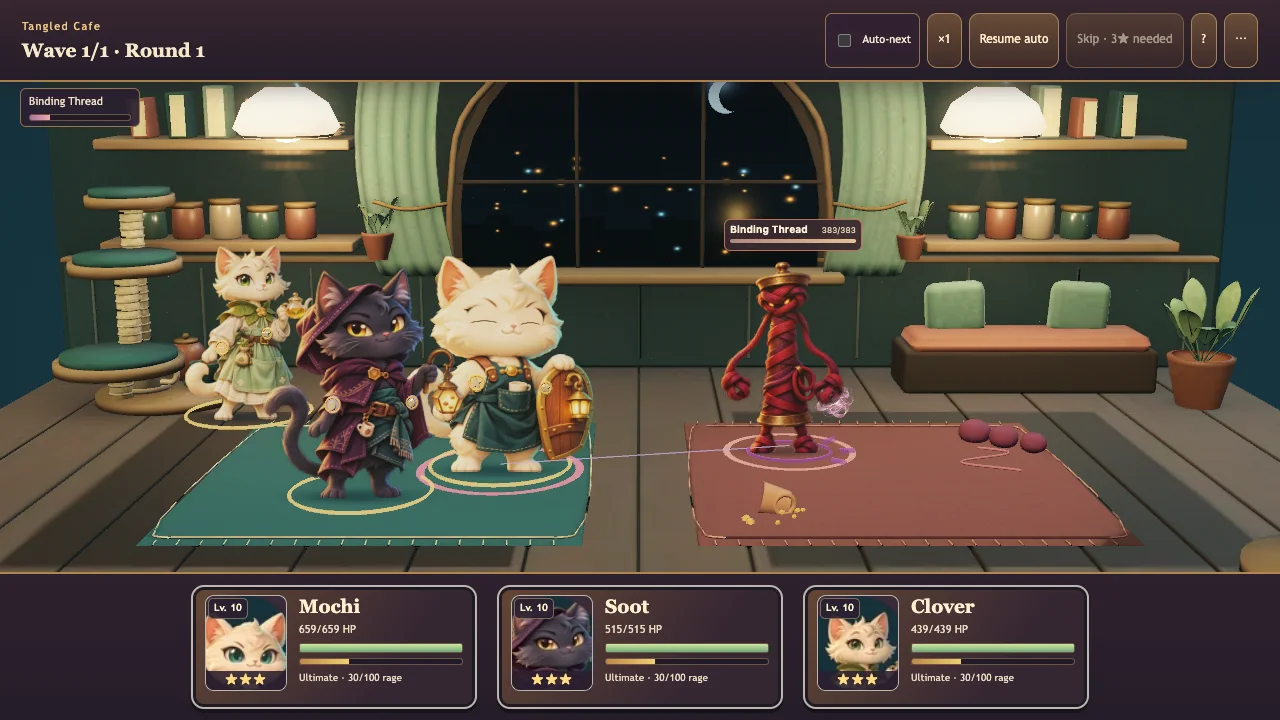 Tangled Cafe
Wave 1/1 · Round 1
Auto-next
×1
Resume auto
Skip · 3★ needed
?
...
Binding Thread
Binding Thread 383/383
Lv. 10
Mochi
659/659 HP
Ultimate · 30/100 rage
Lv. 10
Soot
515/515 HP
Ultimate · 30/100 rage
Lv. 10
Clover
439/439 HP
Ultimate · 30/100 rage